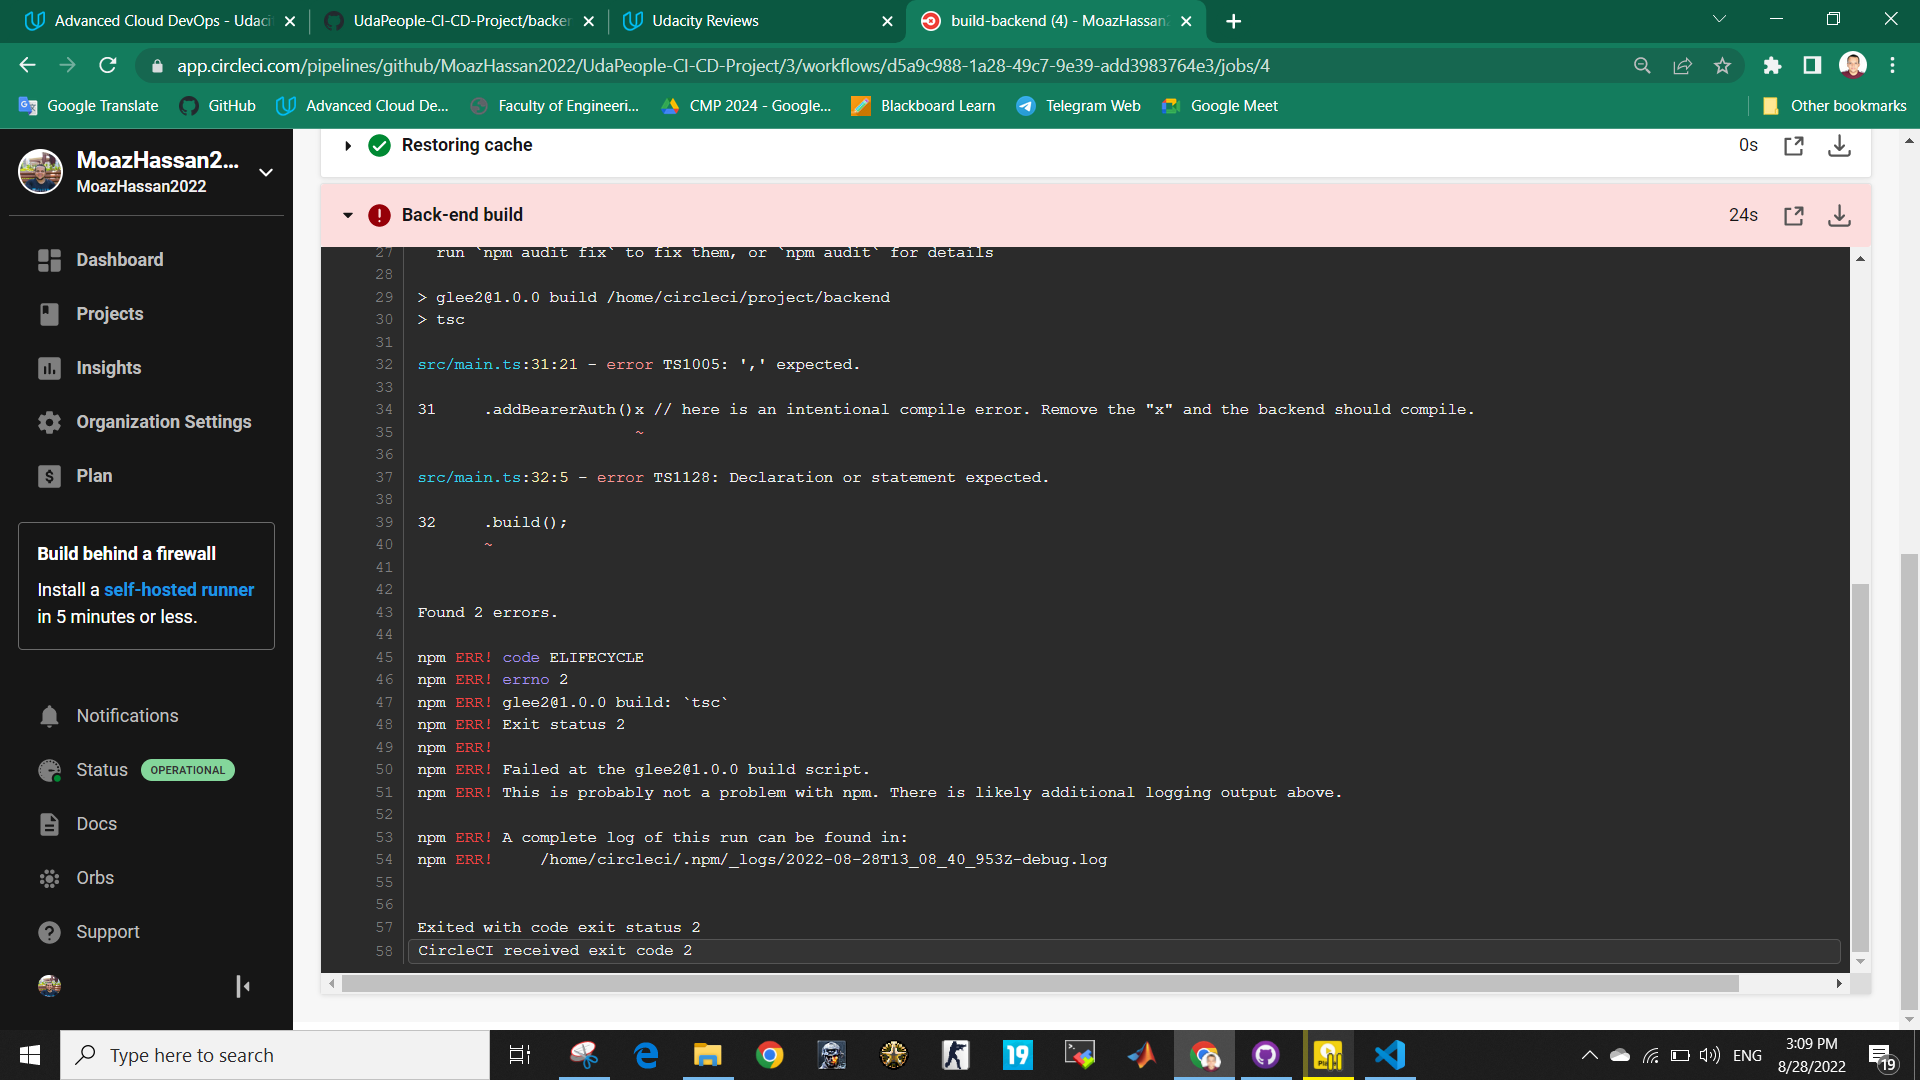 Advanced Cloud DevOps - Udaci
UdaPeople-CI-CD-Project/backen
Udacity Reviews
build-backend (4) - MoazHassan2
app.circleci.com/pipelines/github/MoazHassan2022/UdaPeople-CI-CD-Project/3/workflows/d5a9c988-1a28-49c7-9e39-add3983764e3/jobs/4
Google Translate
GitHub
Advanced Cloud De...
Faculty of Engineeri...
CMP 2024 - Google...
Blackboard Learn
Telegram Web
Google Meet
Other bookmarks
MoazHassan2...
MoazHassan2022
Dashboard
Projects
Insights
Organization Settings
Plan
Build behind a firewall
Install a self-hosted runner
in 5 minutes or less.
Notifications
Status OPERATIONAL
Docs
Orbs
Support
Restoring cache 0s
Back-end build 24s
27 run `npm audit fix` to fix them, or `npm audit` for details
28
29 > glee2@1.0.0 build /home/circleci/project/backend
30 > tsc
31
32 src/main.ts:31:21 - error TS1005: ',' expected.
33
34 31 .addBearerAuth()x // here is an intentional compile error. Remove the "x" and the backend should compile.
35 ~
36
37 src/main.ts:32:5 - error TS1128: Declaration or statement expected.
38
39 32 .build();
40 ~
41
42
43 Found 2 errors.
44
45 npm ERR! code ELIFECYCLE
46 npm ERR! errno 2
47 npm ERR! glee2@1.0.0 build: `tsc`
48 npm ERR! Exit status 2
49 npm ERR!
50 npm ERR! Failed at the glee2@1.0.0 build script.
51 npm ERR! This is probably not a problem with npm. There is likely additional logging output above.
52
53 npm ERR! A complete log of this run can be found in:
54 npm ERR! /home/circleci/.npm/_logs/2022-08-28T13_08_40_953Z-debug.log
55
56
57 Exited with code exit status 2
58 CircleCI received exit code 2
Type here to search
19
ENG
3:09 PM
8/28/2022
19